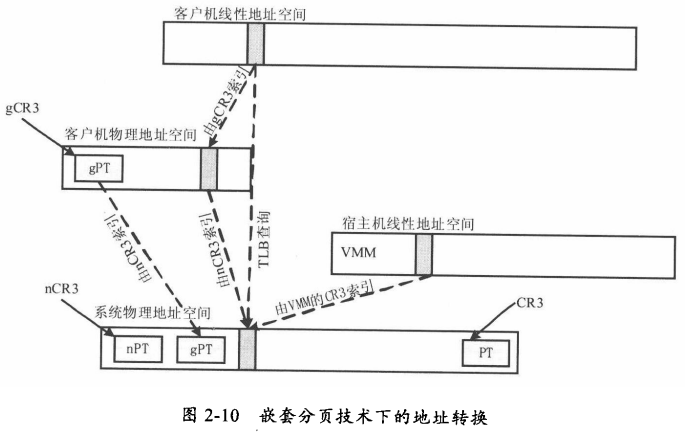 客户机线性地址空间
由gCR3索引
gCR3
客户机物理地址空间
gPT
由nCR3索引
由nCR3索引
TLB查询
宿主机线性地址空间
VMM
由VMM的CR3索引
nCR3
系统物理地址空间
CR3
nPT
gPT
PT
图 2-10 嵌套分页技术下的地址转换